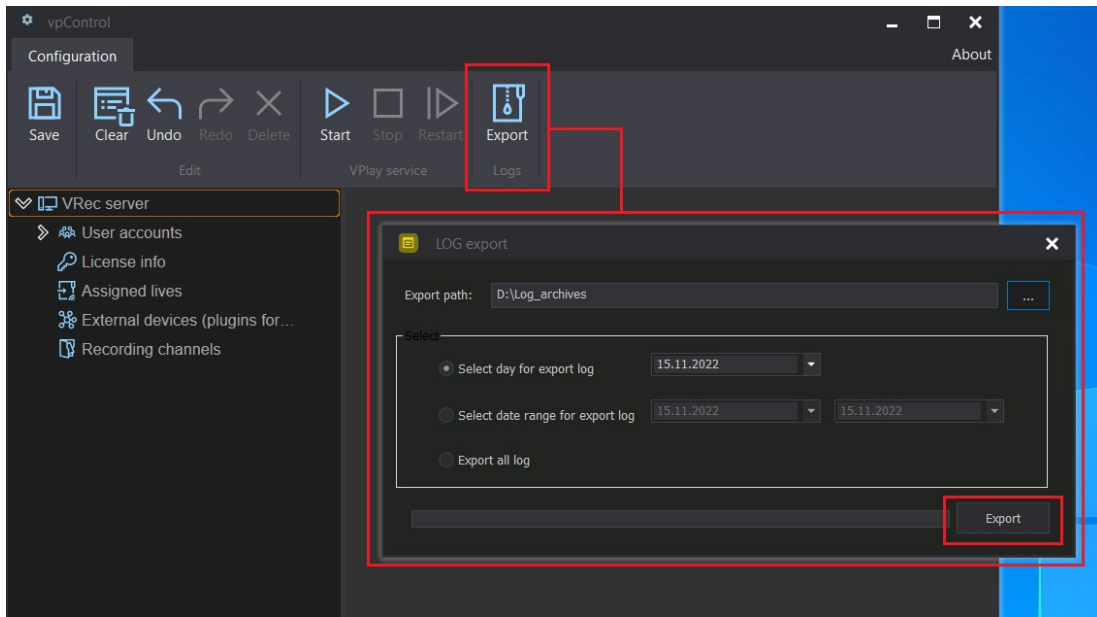 vpControl
Configuration
About
Save
Clear
Undo
Redo
Delete
Start
Stop
Restart
Export
Edit
VPlay service
Logs
VRec server
User accounts
License info
Assigned lives
External devices (plugins for...
Recording channels
LOG export
Export path:
D:\Log_archives
...
Select
Select day for export log
15.11.2022
Select date range for export log
15.11.2022
15.11.2022
Export all log
Export